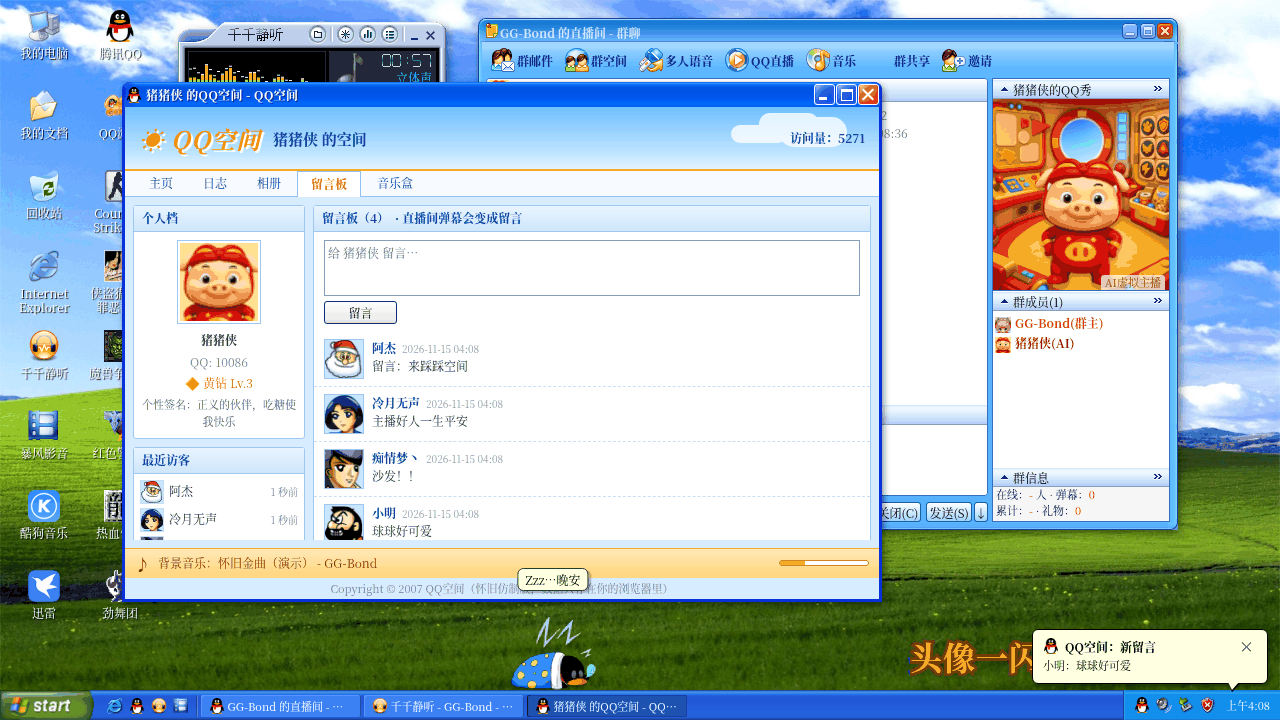 我的电脑
腾讯QQ
我的文档
回收站
Internet
Explorer
千千静听
暴风影音
酷狗音乐
迅雷
劲舞团
千千静听
00:57
立体声
GG-Bond 的直播间 - 群聊
群邮件
群空间
多人语音
QQ直播
音乐
群共享
邀请
猪猪侠的QQ秀
AI虚拟主播
群成员(1)
GG-Bond(群主)
猪猪侠(AI)
群信息
在线: - 人 · 弹幕: 0
累计: - · 礼物: 0
发送(S)
猪猪侠 的QQ空间 - QQ空间
QQ空间
猪猪侠 的空间
访问量: 5271
主页
日志
相册
留言板
音乐盒
个人档
猪猪侠
QQ: 10086
黄钻 Lv.3
个性签名: 正义的伙伴，吃糖使
我快乐
最近访客
阿杰
1 秒前
冷月无声
1 秒前
留言板（4） · 直播间弹幕会变成留言
给 猪猪侠 留言…
留言
阿杰 2026-11-15 04:08
留言：来踩踩空间
冷月无声 2026-11-15 04:08
主播好人一生平安
痴情梦丶 2026-11-15 04:08
沙发！！
小明 2026-11-15 04:08
球球好可爱
背景音乐：怀旧金曲（演示） - GG-Bond
Copyright © 2007 QQ空间
Zzz…晚安
头像一闪
QQ空间：新留言
小明：球球好可爱
start
GG-Bond 的直播间 - …
千千静听 - GG-Bond - …
猪猪侠 的QQ空间 - QQ…
上午4:08